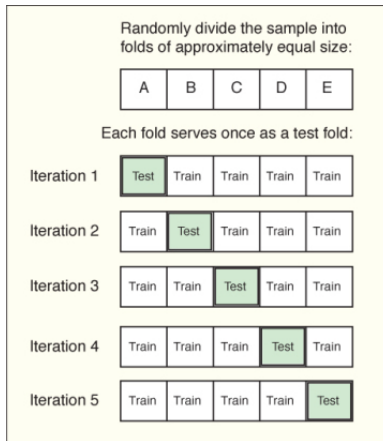 Randomly divide the sample into
folds of approximately equal size:
A B C D E
Each fold serves once as a test fold:
Iteration 1 Test Train Train Train Train
Iteration 2 Train Test Train Train Train
Iteration 3 Train Train Test Train Train
Iteration 4 Train Train Train Test Train
Iteration 5 Train Train Train Train Test